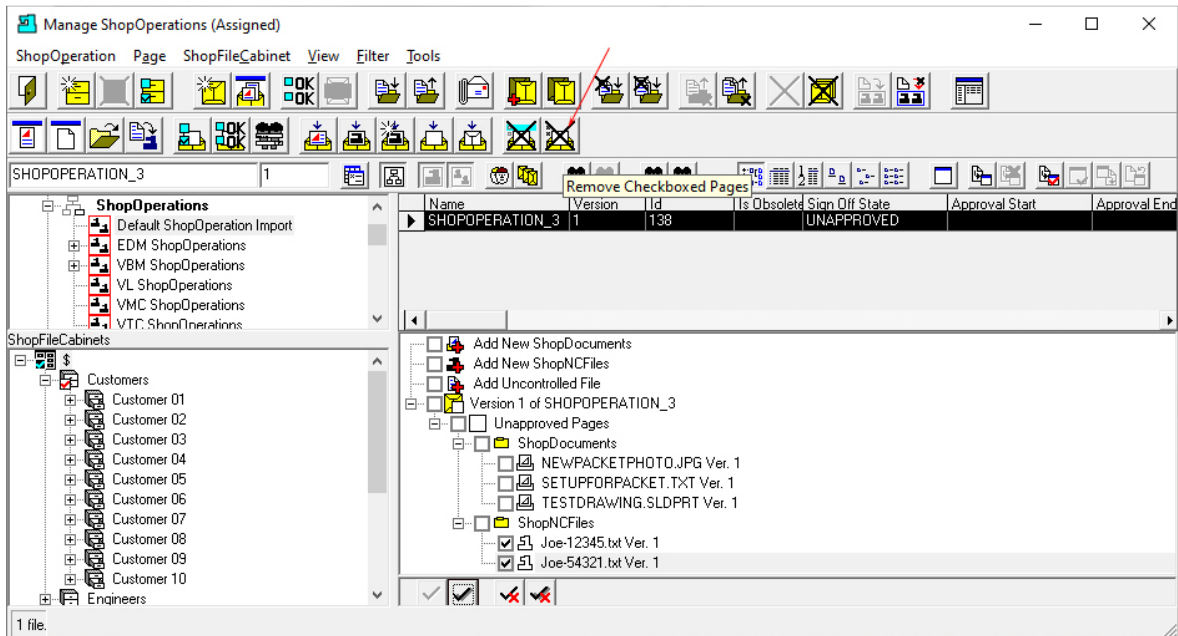 Manage ShopOperations (Assigned)
ShopOperation Page ShopFileCabinet View Filter Tools
OK
OK
OK
SHOPOPERATION_3 1
Remove Checkboxed Pages
ShopOperations
Default ShopOperation Import
EDM ShopOperations
VBM ShopOperations
VL ShopOperations
VMC ShopOperations
VTC ShopOperations
Name Version Id Is Obsolete Sign Off State Approval Start Approval End
SHOPOPERATION_3 1 138 UNAPPROVED
ShopFileCabinets
$
Customers
Customer 01
Customer 02
Customer 03
Customer 04
Customer 05
Customer 06
Customer 07
Customer 08
Customer 09
Customer 10
Engineers
Add New ShopDocuments
Add New ShopNCFiles
Add Uncontrolled File
Version 1 of SHOPOPERATION_3
Unapproved Pages
ShopDocuments
NEWPACKETPHOTO.JPG Ver. 1
SETUPFORPACKET.TXT Ver. 1
TESTDRAWING.SLDPRT Ver. 1
ShopNCFiles
Joe-12345.txt Ver. 1
Joe-54321.txt Ver. 1
1 file.